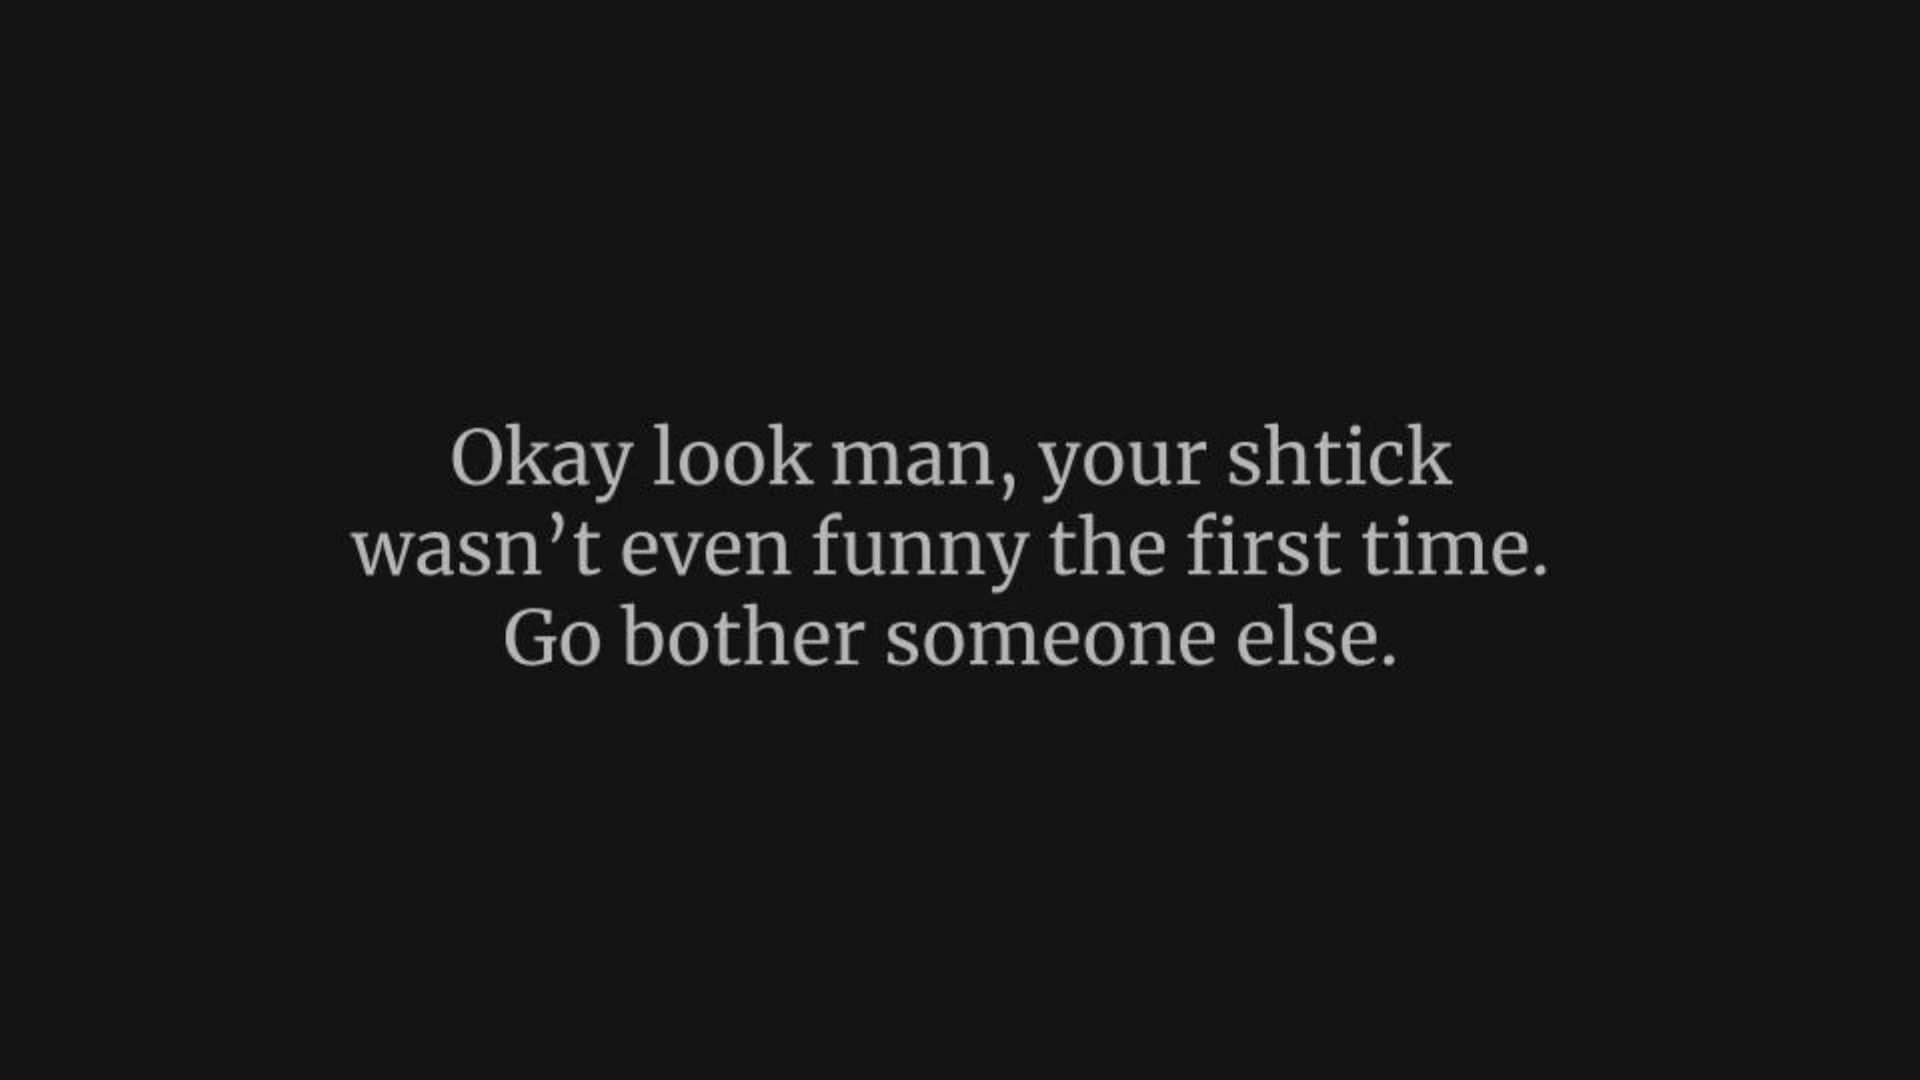 Okay look man, your shtick
wasn’t even funny the first time.
Go bother someone else.